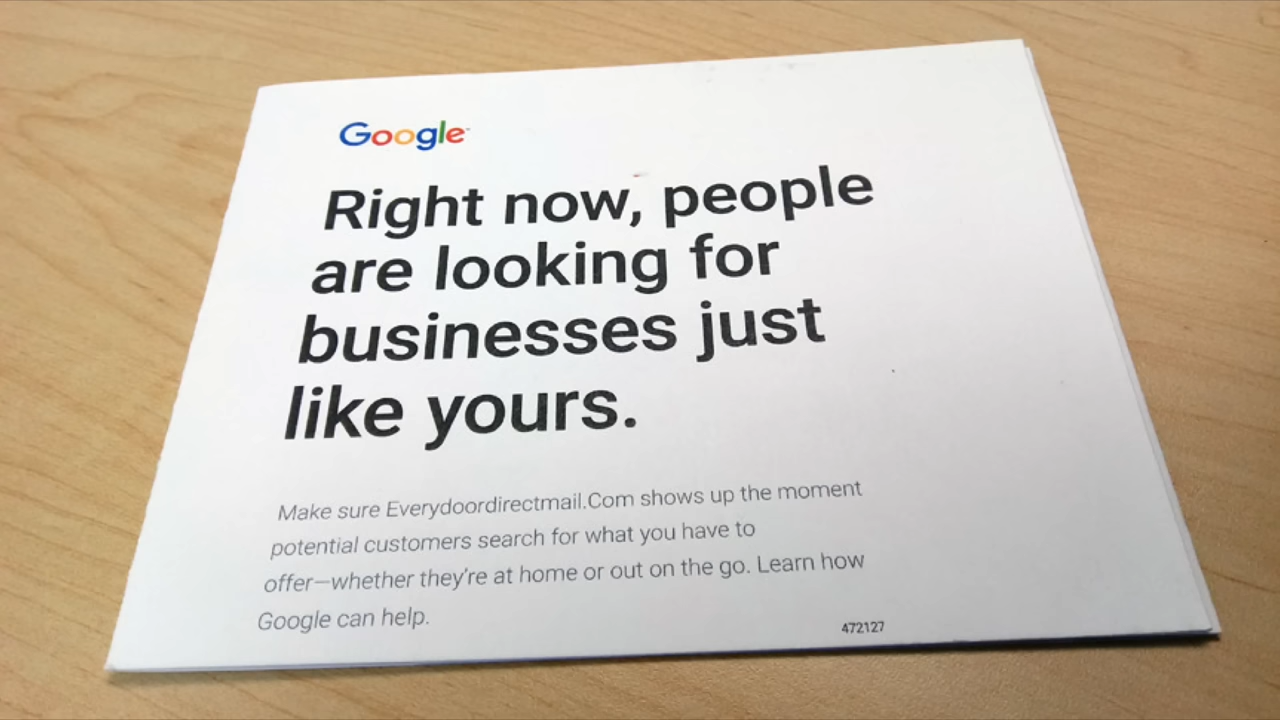 Google
Right now, people
are looking for
businesses just
like yours.
Make sure Everydoordirectmail.Com shows up the moment
potential customers search for what you have to
offer—whether they're at home or out on the go. Learn how
Google can help.
472127